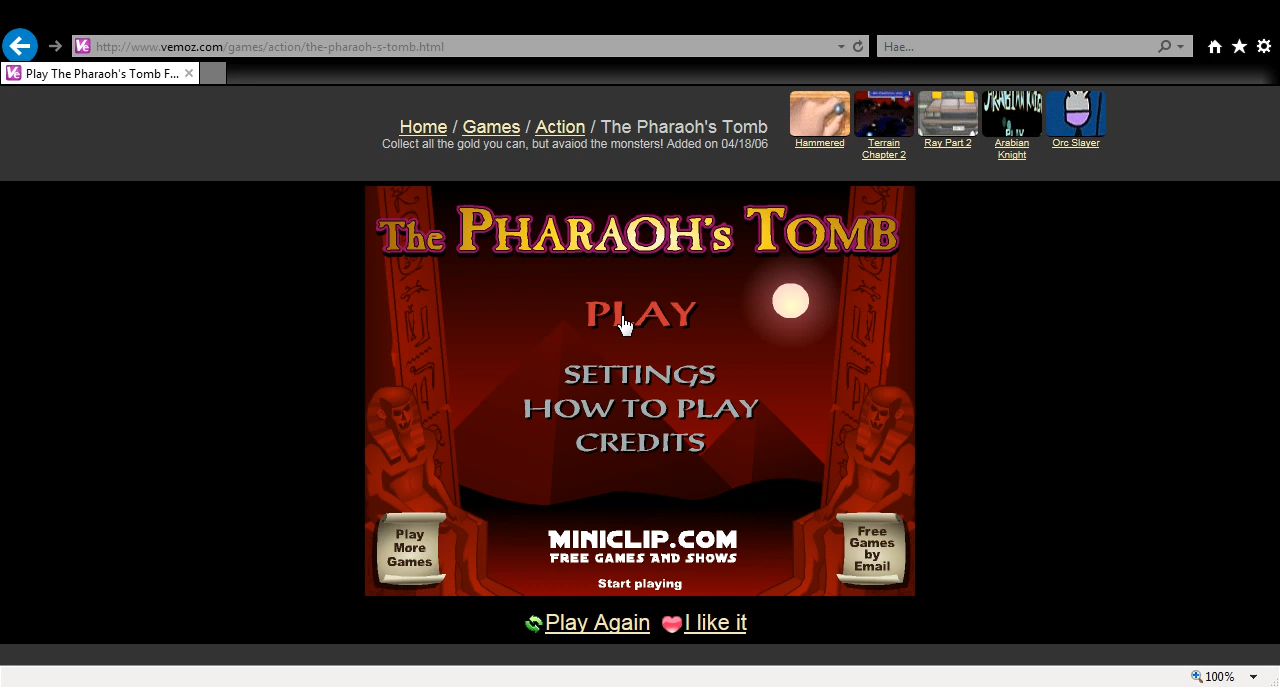 http://www.vemoz.com/games/action/the-pharaoh-s-tomb.html
Hae...
Ve Play The Pharaoh's Tomb F...
Home / Games / Action / The Pharaoh's Tomb
Collect all the gold you can, but avaiod the monsters! Added on 04/18/06
Hammered
Terrain Chapter 2
Ray Part 2
ARABIAN KNIGHT
PLAY
Arabian Knight
Orc Slayer
The PHARAOH's TOMB
PLAY
SETTINGS
HOW TO PLAY
CREDITS
Play
More
Games
MINICLIP.COM
FREE GAMES AND SHOWS
Start playing
Free
Games
by
Email
Play Again
I like it
100%